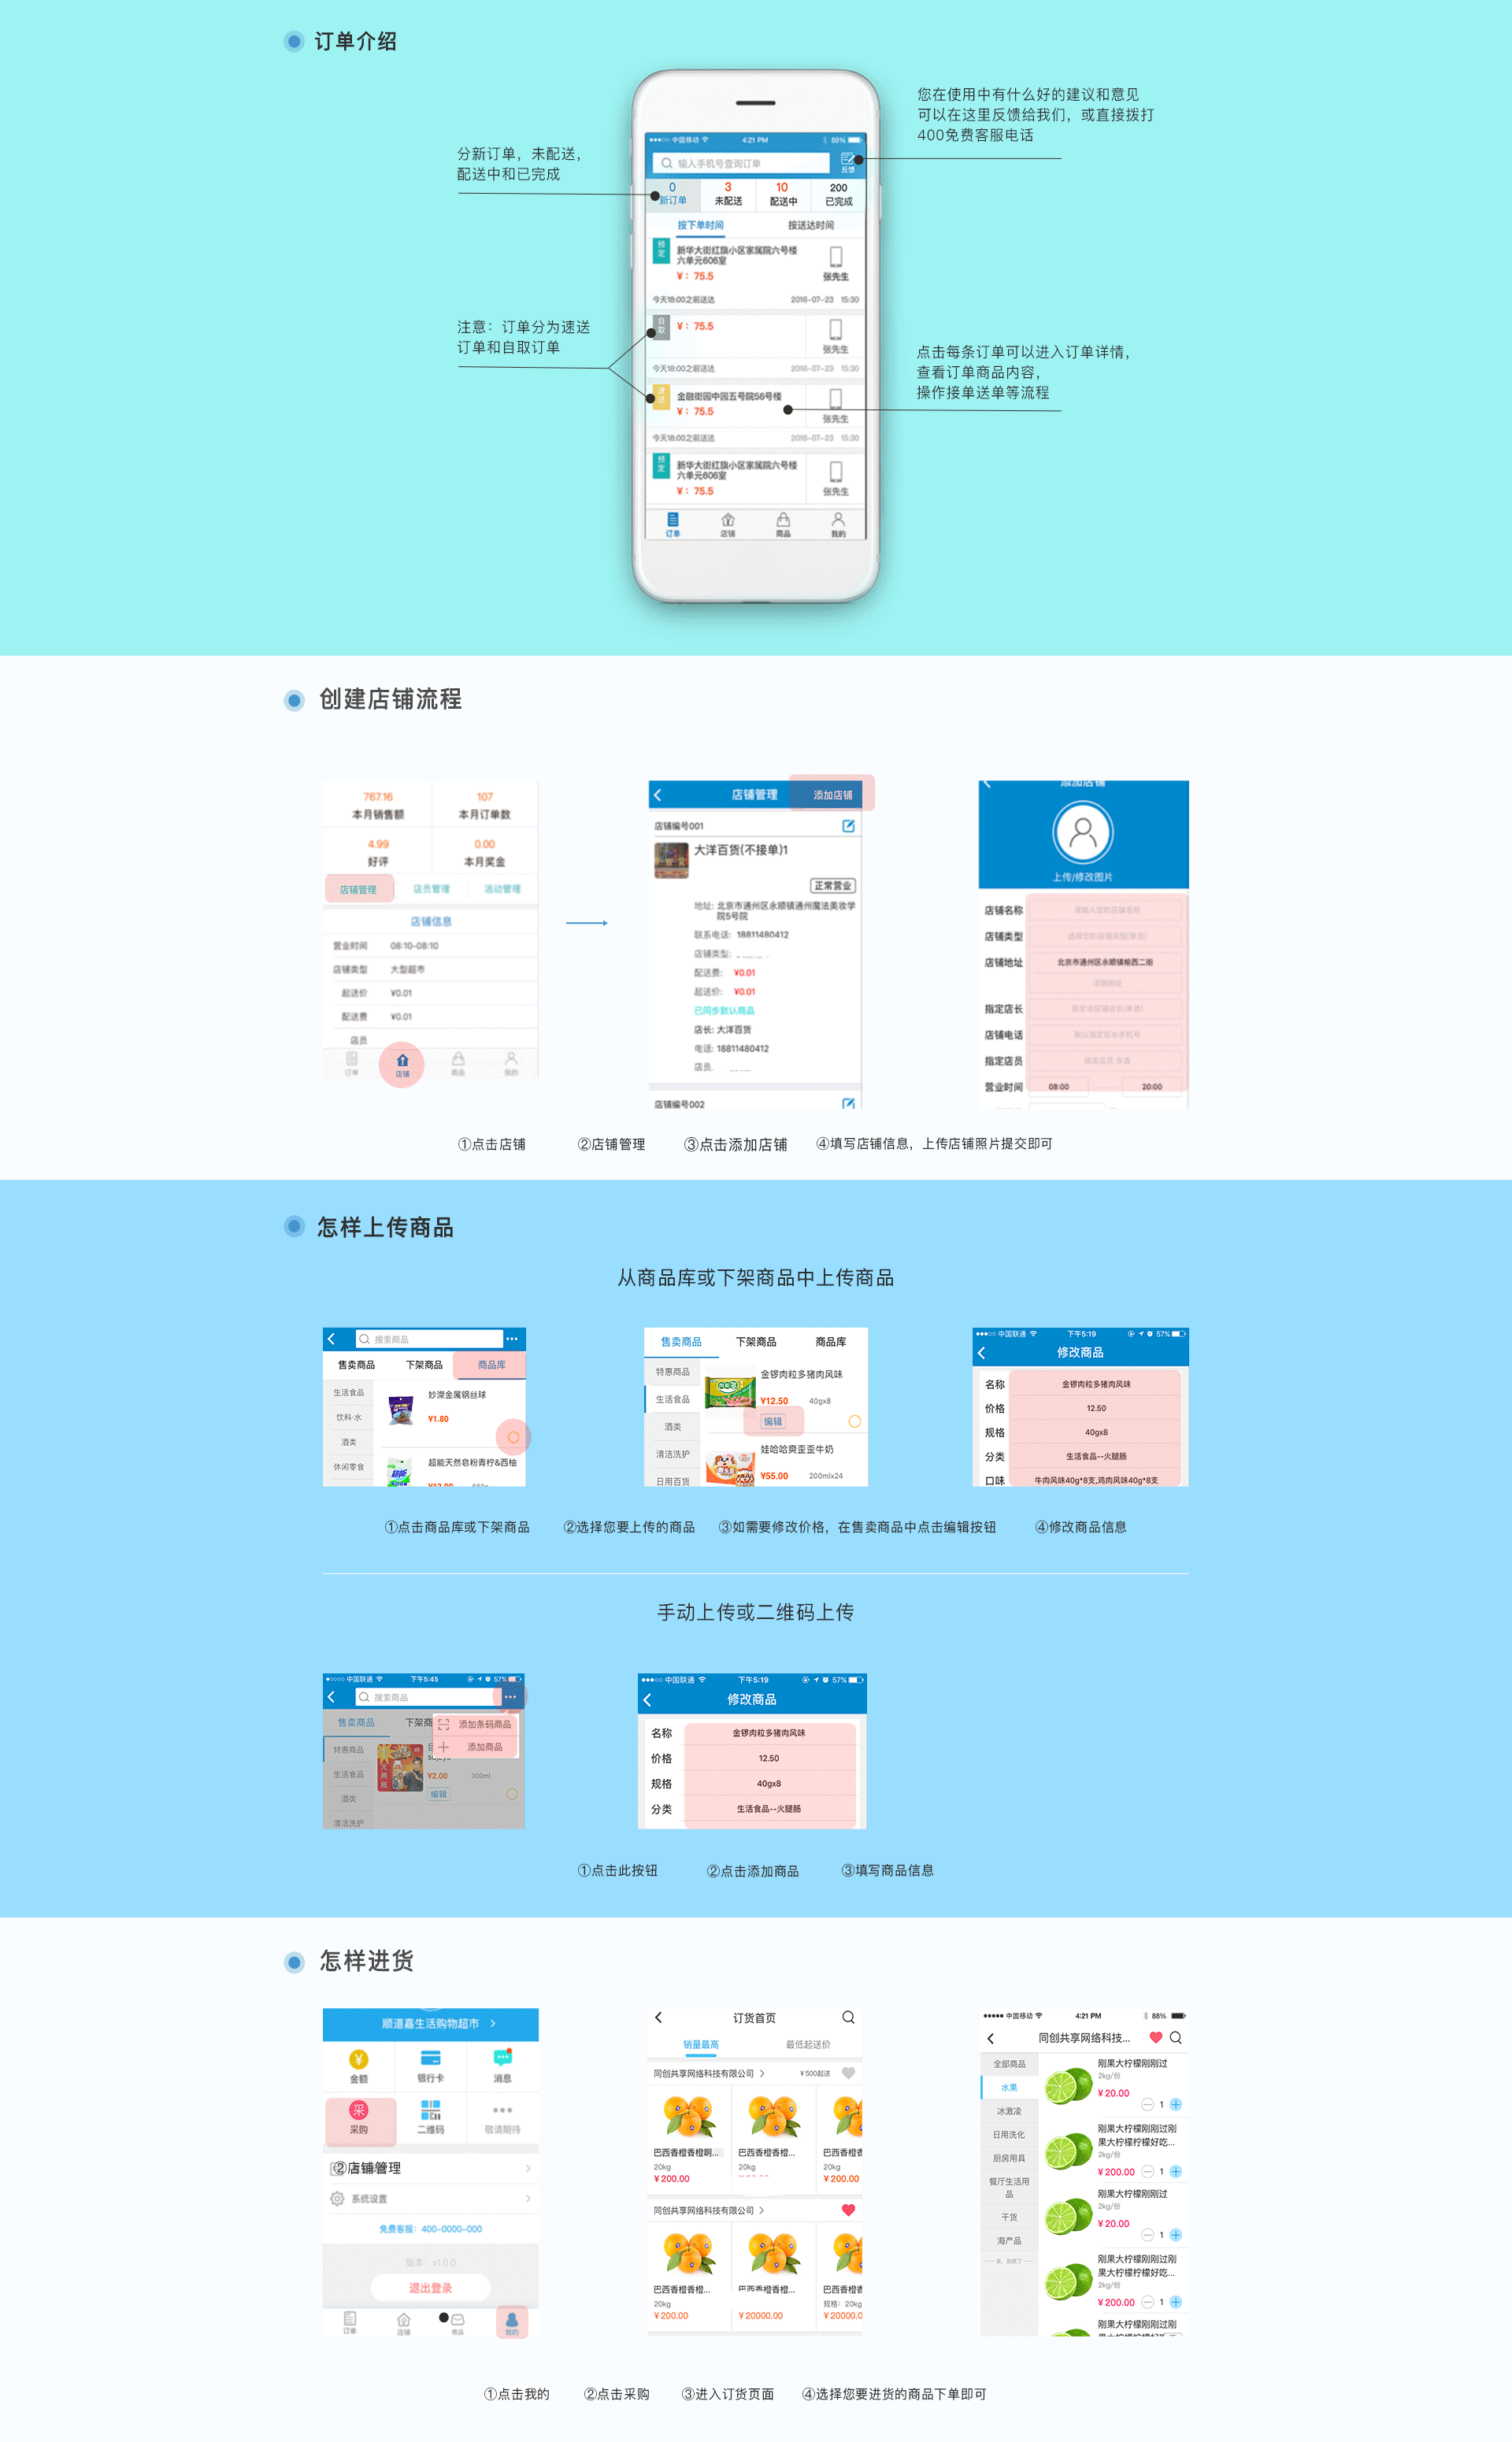 订单介绍
您在使用中有什么好的建议和意见
可以在这里反馈给我们，或直接拨打
400免费客服电话
分新订单，未配送，
配送中和已完成
注意：订单分为速送
订单和自取订单
点击每条订单可以进入订单详情，
查看订单商品内容，
操作接单送单等流程
中国移动 4:21 PM 88%
输入手机号查询订单 反馈
0 3 10 200
新订单 未配送 配送中 已完成
按下单时间 按送达时间
预定 新华大街红旗小区家属院六号楼
六单元606室
¥：75.5 张先生
今天18:00之前送达 2016-07-23 15:30
自取 ¥：75.5
张先生
今天18:00之前送达 2016-07-23 15:30
速达 金融街园中园五号院56号楼
¥：75.5 张先生
今天18:00之前送达 2016-07-23 15:30
预定 新华大街红旗小区家属院六号楼
六单元606室
¥：75.5 张先生
订单 店铺 商品 我的
创建店铺流程
767.16 107
本月销售额 本月订单数
4.99 0.00
好评 本月奖金
店铺管理 店员管理 活动管理
店铺信息
营业时间 08:10-08:10
店铺类型 大型超市
起送价 ¥0.01
配送费 ¥0.01
店员
订单 店铺 商品 我的
店铺管理 添加店铺
店铺编号001
大洋百货(不接单)1
正常营业
地址: 北京市通州区永顺镇通州魔法美妆学
院5号院
联系电话: 18811480412
店铺类型:
配送费: ¥0.01
起送价: ¥0.01
已同步默认商品
店长: 大洋百货
电话: 18811480412
店员
店铺编号002
添加店铺
上传/修改图片
店铺名称 请输入您的店铺名称
店铺类型 选择您的店铺类型(单选)
店铺地址 北京市通州区永顺镇榆西二街
详细地址
指定店长 指定该店铺店长(单选)
店铺电话 默认指定店长手机号
指定店员 指定店员 多选
营业时间 08:00 20:00
①点击店铺 ②店铺管理 ③点击添加店铺 ④填写店铺信息，上传店铺照片提交即可
怎样上传商品
从商品库或下架商品中上传商品
搜索商品
售卖商品 下架商品 商品库
生活食品 妙潔金属钢丝球
饮料·水 ¥1.80
酒类
休闲零食 超能天然皂粉青柠&西柚
售卖商品 下架商品 商品库
特惠商品 金锣肉粒多猪肉风味
生活食品 ¥12.50 40gx8
酒类 编辑
清洁洗护 娃哈哈爽歪歪牛奶
日用百货 ¥55.00 200mlx24
中国联通 下午5:19 57%
修改商品
名称 金锣肉粒多猪肉风味
价格 12.50
规格 40gx8
分类 生活食品--火腿肠
口味 牛肉风味40g*8支,鸡肉风味40g*8支
①点击商品库或下架商品 ②选择您要上传的商品 ③如需要修改价格，在售卖商品中点击编辑按钮 ④修改商品信息
手动上传或二维码上传
中国联通 下午5:45 57%
搜索商品
售卖商品 下架商
添加条码商品
添加商品
特惠商品
生活食品 ¥2.00 300ml
酒类 编辑
清洁洗护
中国联通 下午5:19 57%
修改商品
名称 金锣肉粒多猪肉风味
价格 12.50
规格 40gx8
分类 生活食品--火腿肠
①点击此按钮 ②点击添加商品 ③填写商品信息
怎样进货
顺道嘉生活购物超市
金额 银行卡 消息
采
采购 二维码 敬请期待
②店铺管理
系统设置
免费客服：400-0000-000
版本：v1.0.0
退出登录
订单 店铺 商品 我的
订货首页
销量最高 最低起送价
同创共享网络科技有限公司 ¥500起送
巴西香橙香橙啊... 巴西香橙香橙... 巴西香橙
20kg 20kg 20kg
¥200.00 ¥200.00
同创共享网络科技有限公司
巴西香橙香橙... 巴西香橙香橙... 巴西香橙
20kg 规格：20kg
¥200.00 ¥20000.00 ¥20000.0
中国移动 4:21 PM 88%
同创共享网络科技...
全部商品
水果
冰激凌
日用洗化
厨房用具
餐厅生活用
品
干货
海产品
刚果大柠檬刚刚过
2kg/份
¥20.00 1
刚果大柠檬刚刚过刚
果大柠檬柠檬好吃...
2kg/份
¥200.00 1
刚果大柠檬刚刚过
2kg/份
¥20.00 1
刚果大柠檬刚刚过刚
果大柠檬柠檬好吃...
2kg/份
¥200.00 1
刚果大柠檬刚刚过刚
①点击我的 ②点击采购 ③进入订货页面 ④选择您要进货的商品下单即可